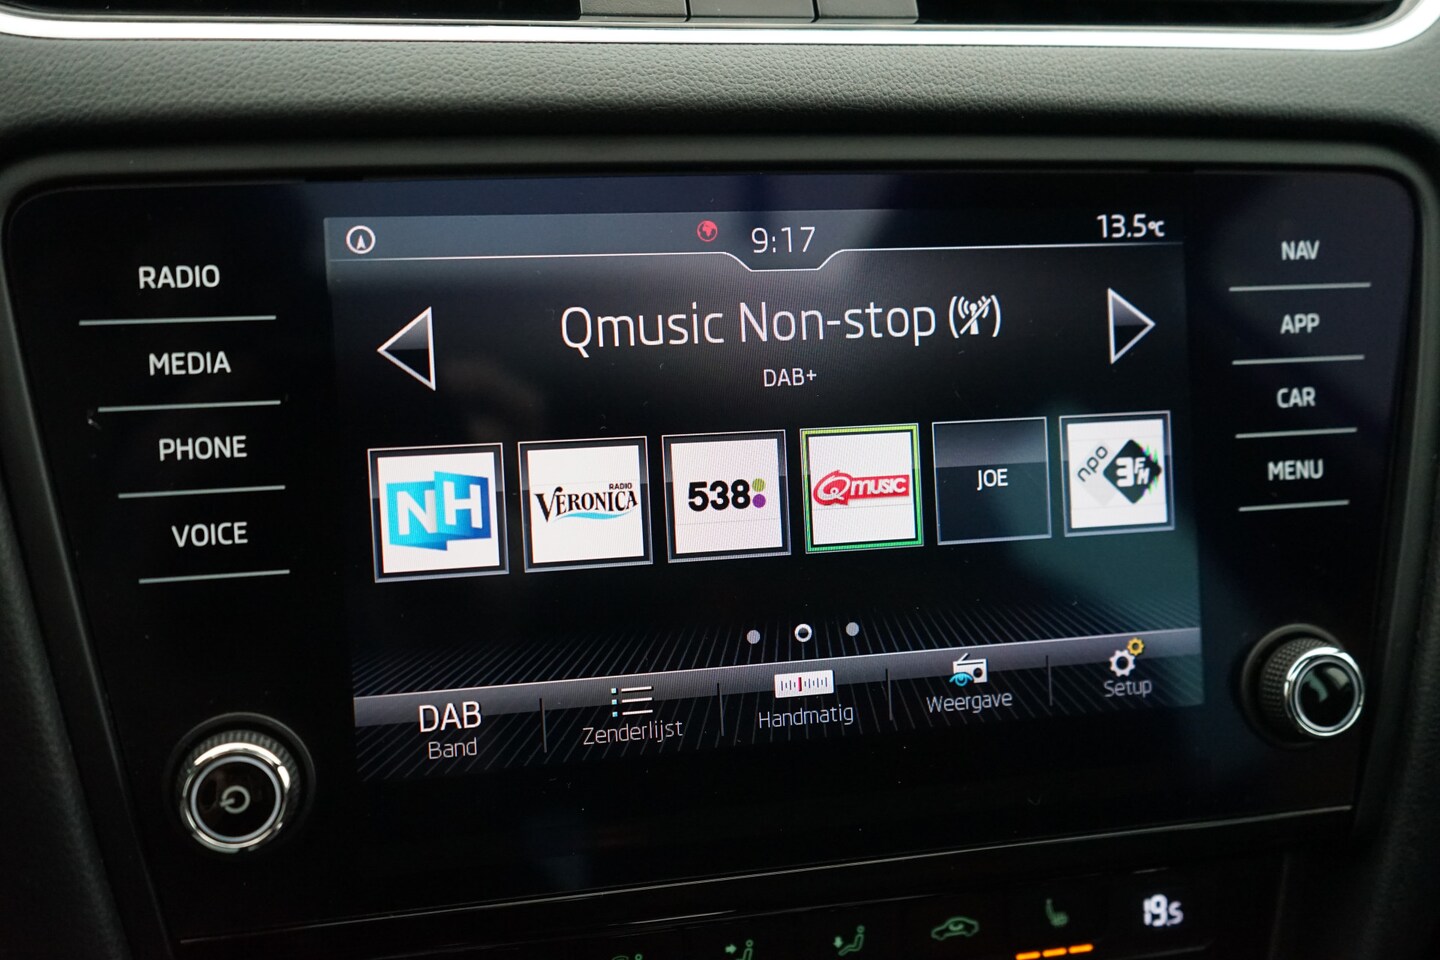 9:17
13.5°C
RADIO
MEDIA
PHONE
VOICE
NAV
APP
CAR
MENU
Qmusic Non-stop
DAB+
NH
RADIO
VERONICA
538
Qmusic
JOE
npo
3FM
DAB
Band
Zenderlijst
Handmatig
Weergave
Setup
19.5